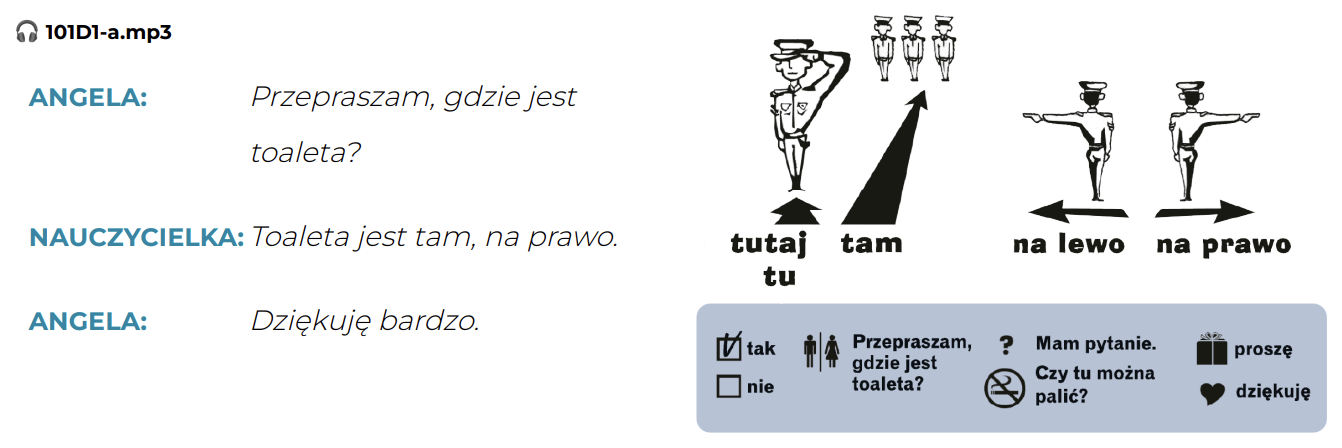 101D1-a.mp3
ANGELA: Przepraszam, gdzie jest
toaleta?
NAUCZYCIELKA: Toaleta jest tam, na prawo.
ANGELA: Dziękuję bardzo.
tutaj
tu
tam
na lewo
na prawo
tak
nie
Przepraszam,
gdzie jest
toaleta?
? Mam pytanie.
Czy tu można
palić?
proszę
dziękuję